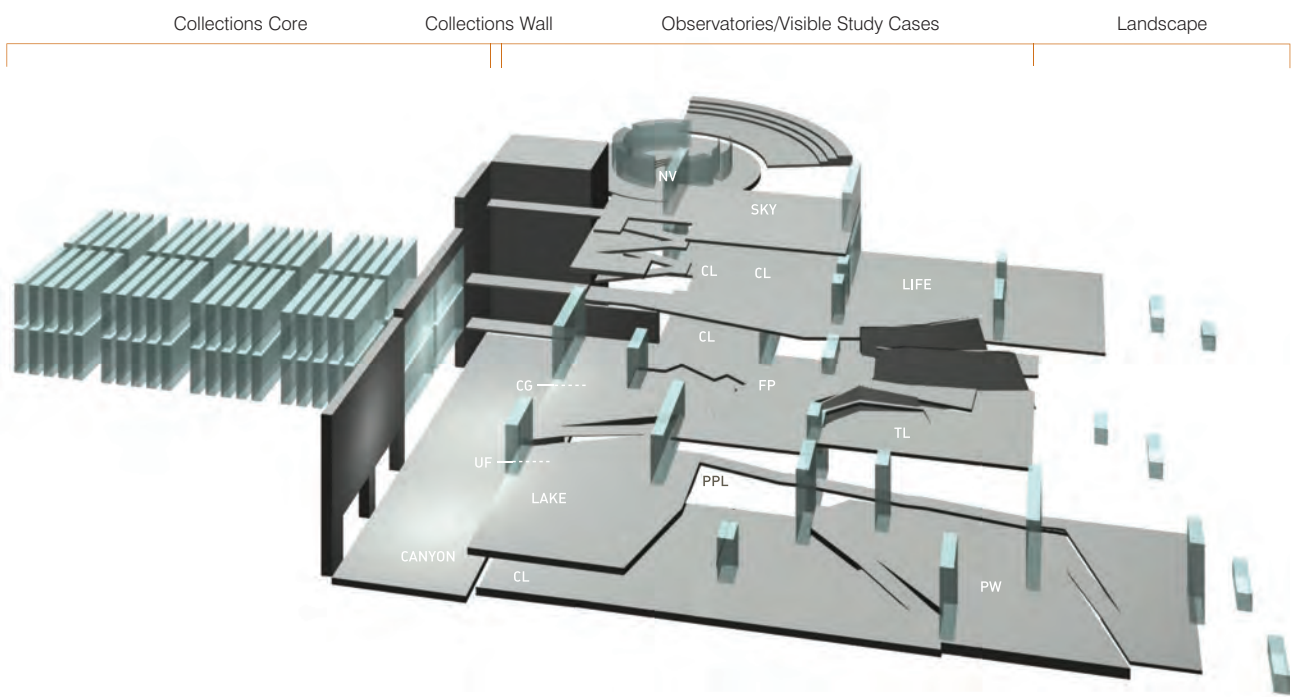 Collections Core
Collections Wall
Observatories/Visible Study Cases
Landscape
NV
SKY
CL
CL
LIFE
CL
CG
FP
TL
UF
PPL
LAKE
CANYON
CL
PW